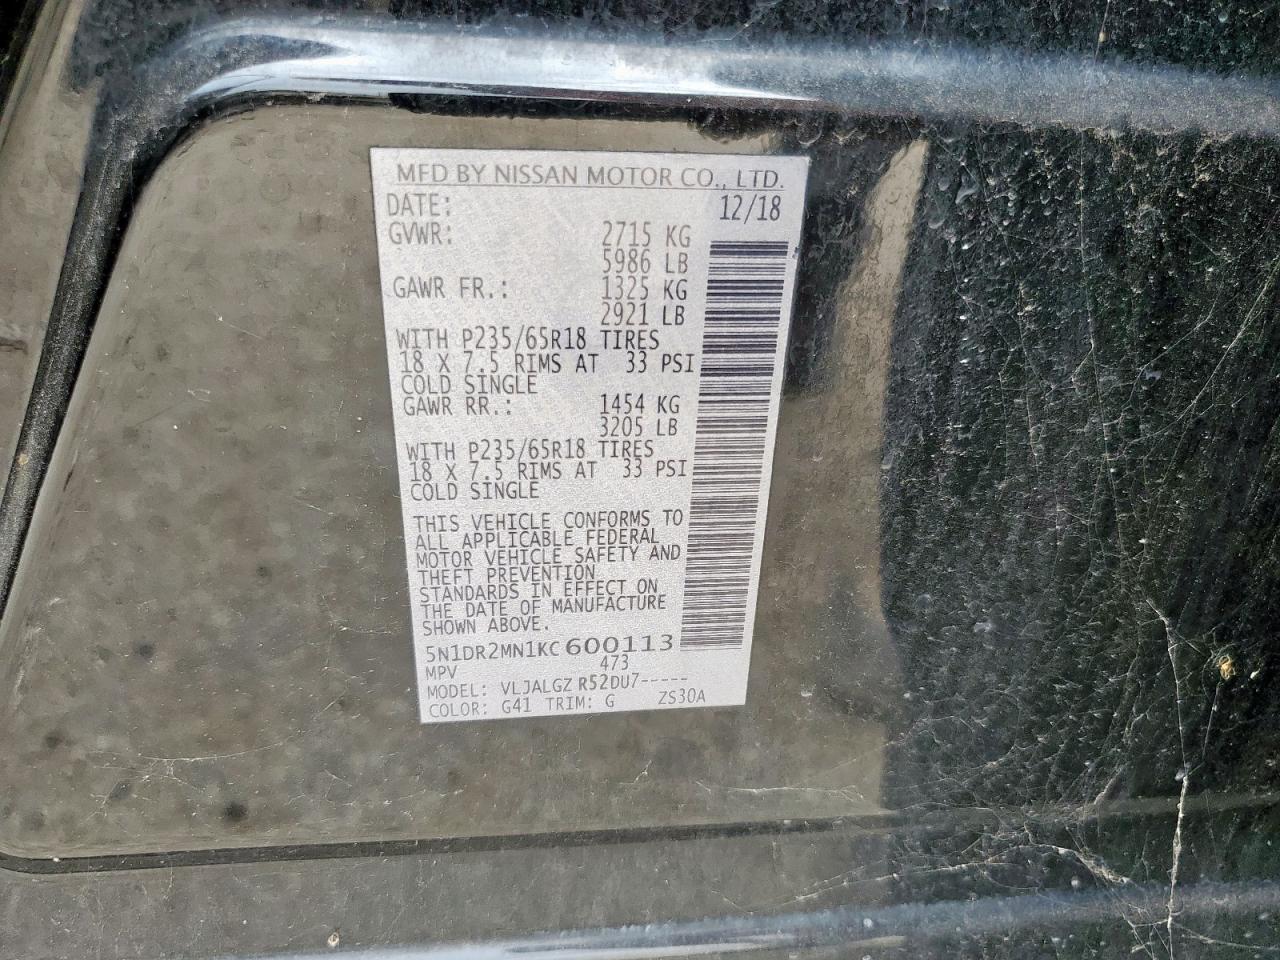 MFD BY NISSAN MOTOR CO., LTD.
DATE: 12/18
GVWR: 2715 KG
5986 LB
GAWR FR.: 1325 KG
2921 LB
WITH P235/65R18 TIRES
18 X 7.5 RIMS AT 33 PSI
COLD SINGLE
GAWR RR.: 1454 KG
3205 LB
WITH P235/65R18 TIRES
18 X 7.5 RIMS AT 33 PSI
COLD SINGLE
THIS VEHICLE CONFORMS TO
ALL APPLICABLE FEDERAL
MOTOR VEHICLE SAFETY AND
THEFT PREVENTION
STANDARDS IN EFFECT ON
THE DATE OF MANUFACTURE
SHOWN ABOVE.
5N1DR2MN1KC600113
MPV 473
MODEL: VLJALGZ R52DU7-----
COLOR: G41 TRIM: G ZS30A